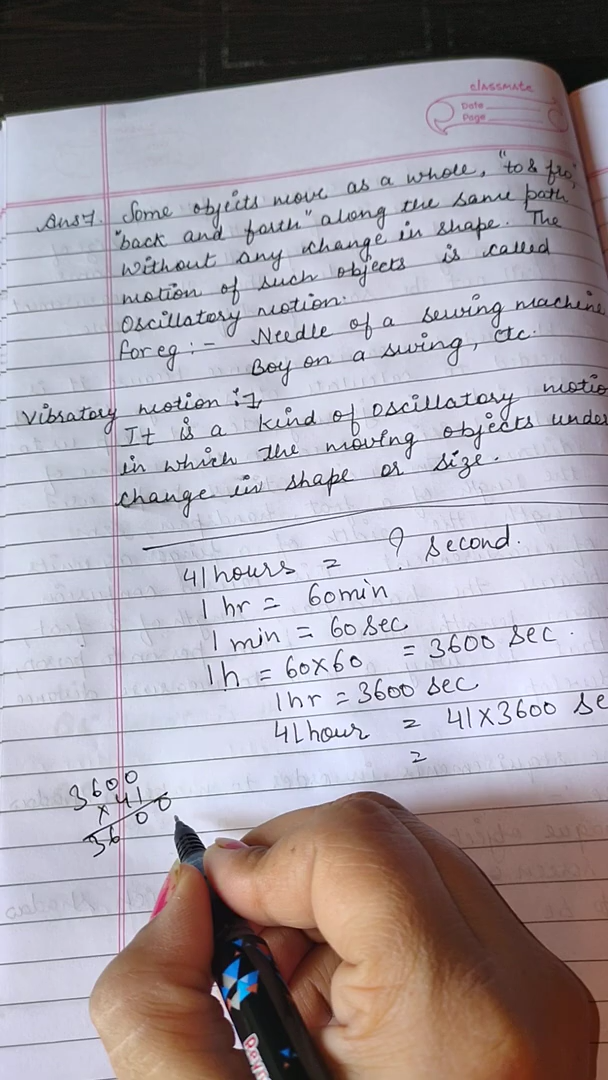 classmate
Date
Page
Ans7. Some objects move as a whole, "to & fro",
"back and forth" along the same path
without any change in shape. The
motion of such objects is called
Oscillatory motion.
for eg :- Needle of a sewing machine
Boy on a swing, etc.
Vibratory motion :-
It is a kind of oscillatory motio
in which the moving objects under
change in shape or size.
41 hours = ? second.
1 hr = 60 min
1 min = 60 sec
1h = 60×60 = 3600 sec.
1hr = 3600 sec
41 hour = 41×3600 se
=
3600
×41
3600